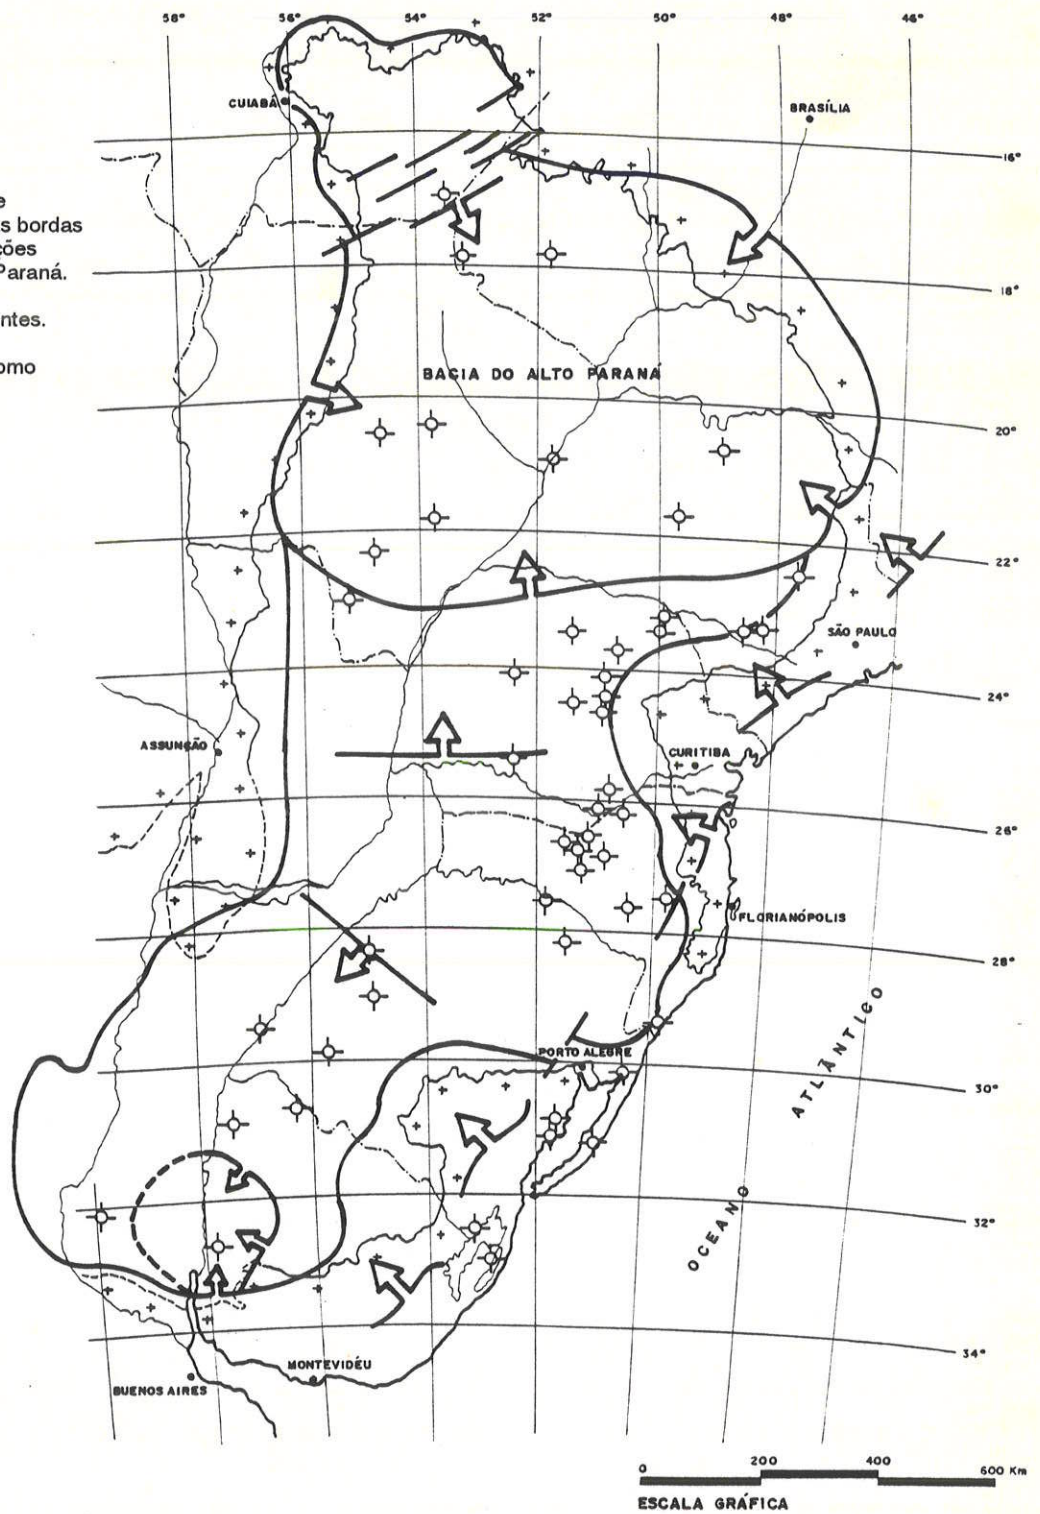 58° 56° 54° 52° 50° 48° 46°
CUIABÁ
BRASÍLIA
16°
e
s bordas
ções
Paraná.
18°
ntes.
omo
BACIA DO ALTO PARANÁ
20°
22°
SÃO PAULO
24°
ASSUNÇÃO
CURITIBA
26°
FLORIANÓPOLIS
28°
PORTO ALEGRE
30°
OCEANO ATLÂNTICO
32°
34°
MONTEVIDÉU
BUENOS AIRES
0 200 400 600 Km
ESCALA GRÁFICA